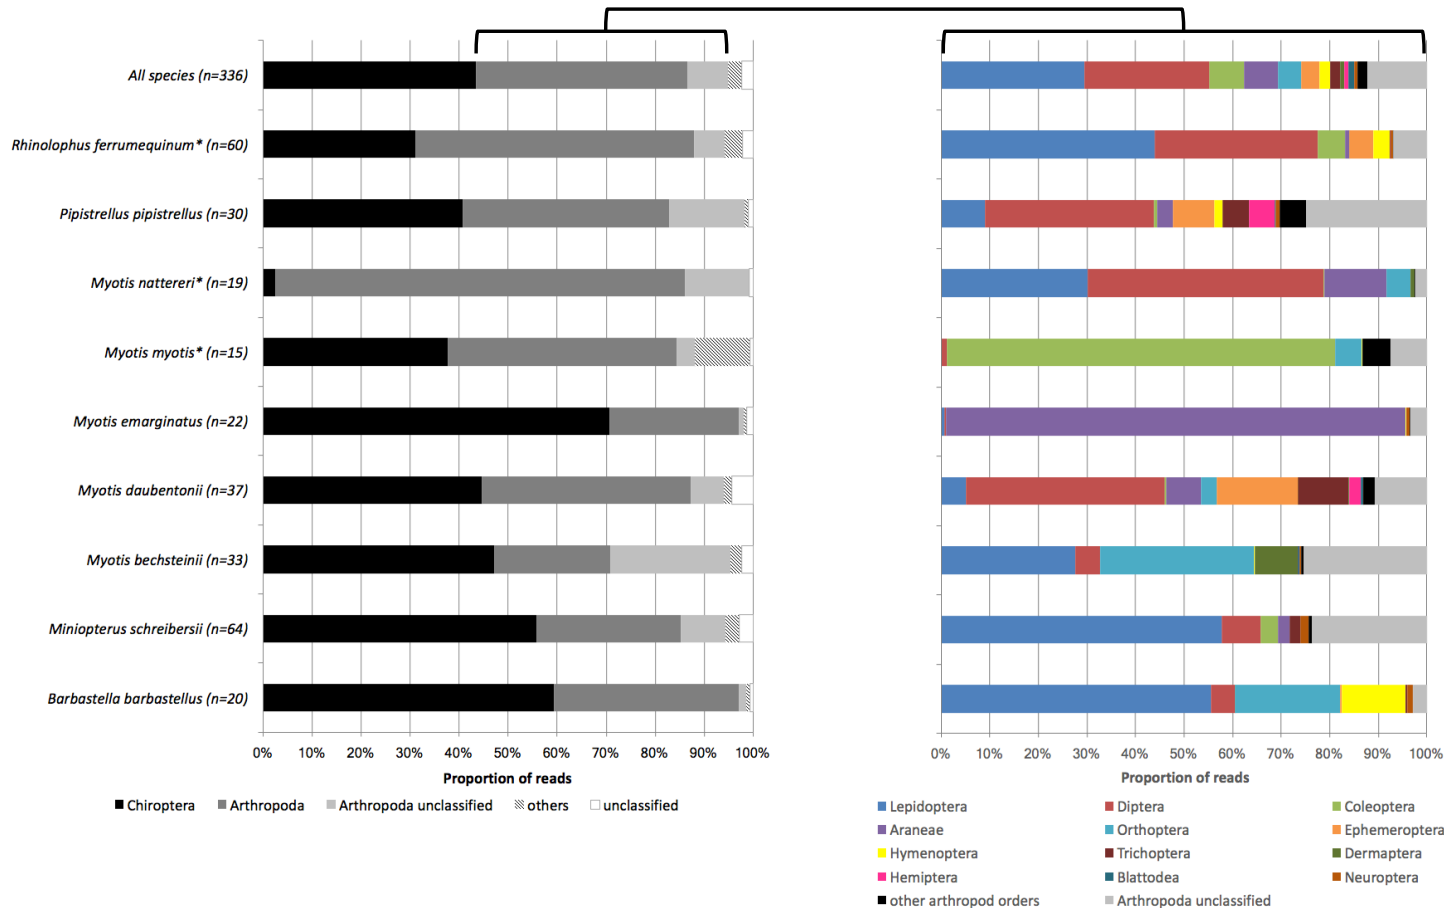 All species (n=336)
Rhinolophus ferrumequinum* (n=60)
Pipistrellus pipistrellus (n=30)
Myotis nattereri* (n=19)
Myotis myotis* (n=15)
Myotis emarginatus (n=22)
Myotis daubentonii (n=37)
Myotis bechsteinii (n=33)
Miniopterus schreibersii (n=64)
Barbastella barbastellus (n=20)
0% 10% 20% 30% 40% 50% 60% 70% 80% 90% 100%
Proportion of reads
Chiroptera Arthropoda Arthropoda unclassified others unclassified
0% 10% 20% 30% 40% 50% 60% 70% 80% 90% 100%
Proportion of reads
Lepidoptera Diptera Coleoptera
Araneae Orthoptera Ephemeroptera
Hymenoptera Trichoptera Dermaptera
Hemiptera Blattodea Neuroptera
other arthropod orders Arthropoda unclassified